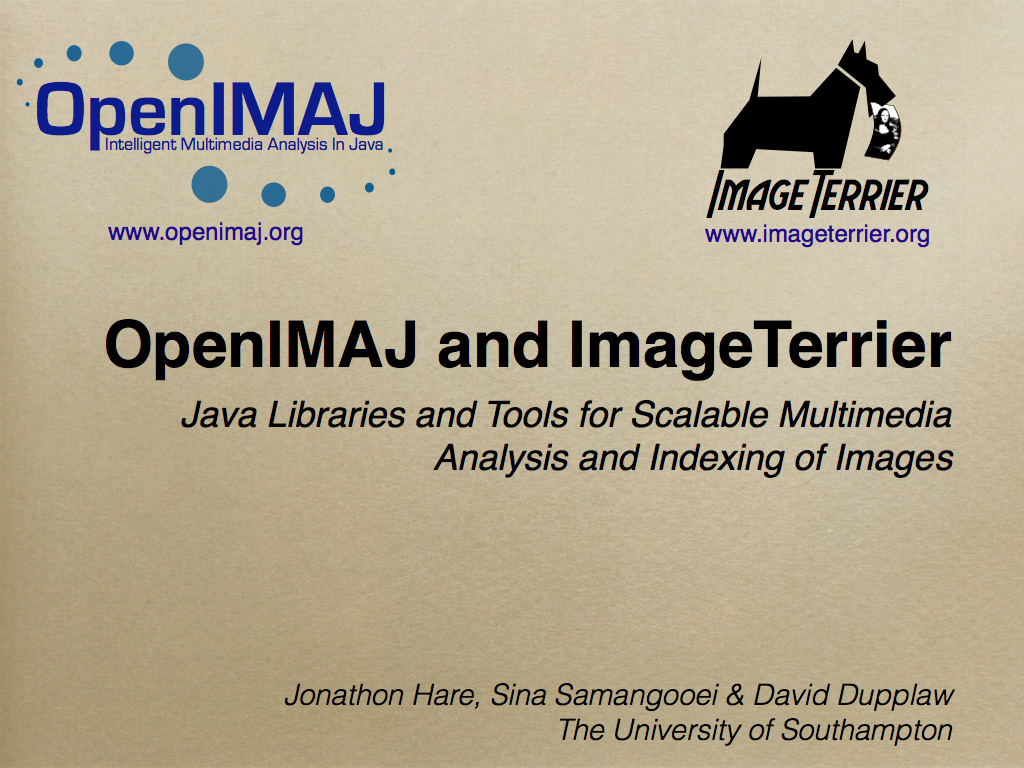 OpenIMAJ
Intelligent Multimedia Analysis In Java
www.openimaj.org
IMAGE TERRIER
www.imageterrier.org
OpenIMAJ and ImageTerrier
Java Libraries and Tools for Scalable Multimedia
Analysis and Indexing of Images
Jonathon Hare, Sina Samangooei & David Dupplaw
The University of Southampton